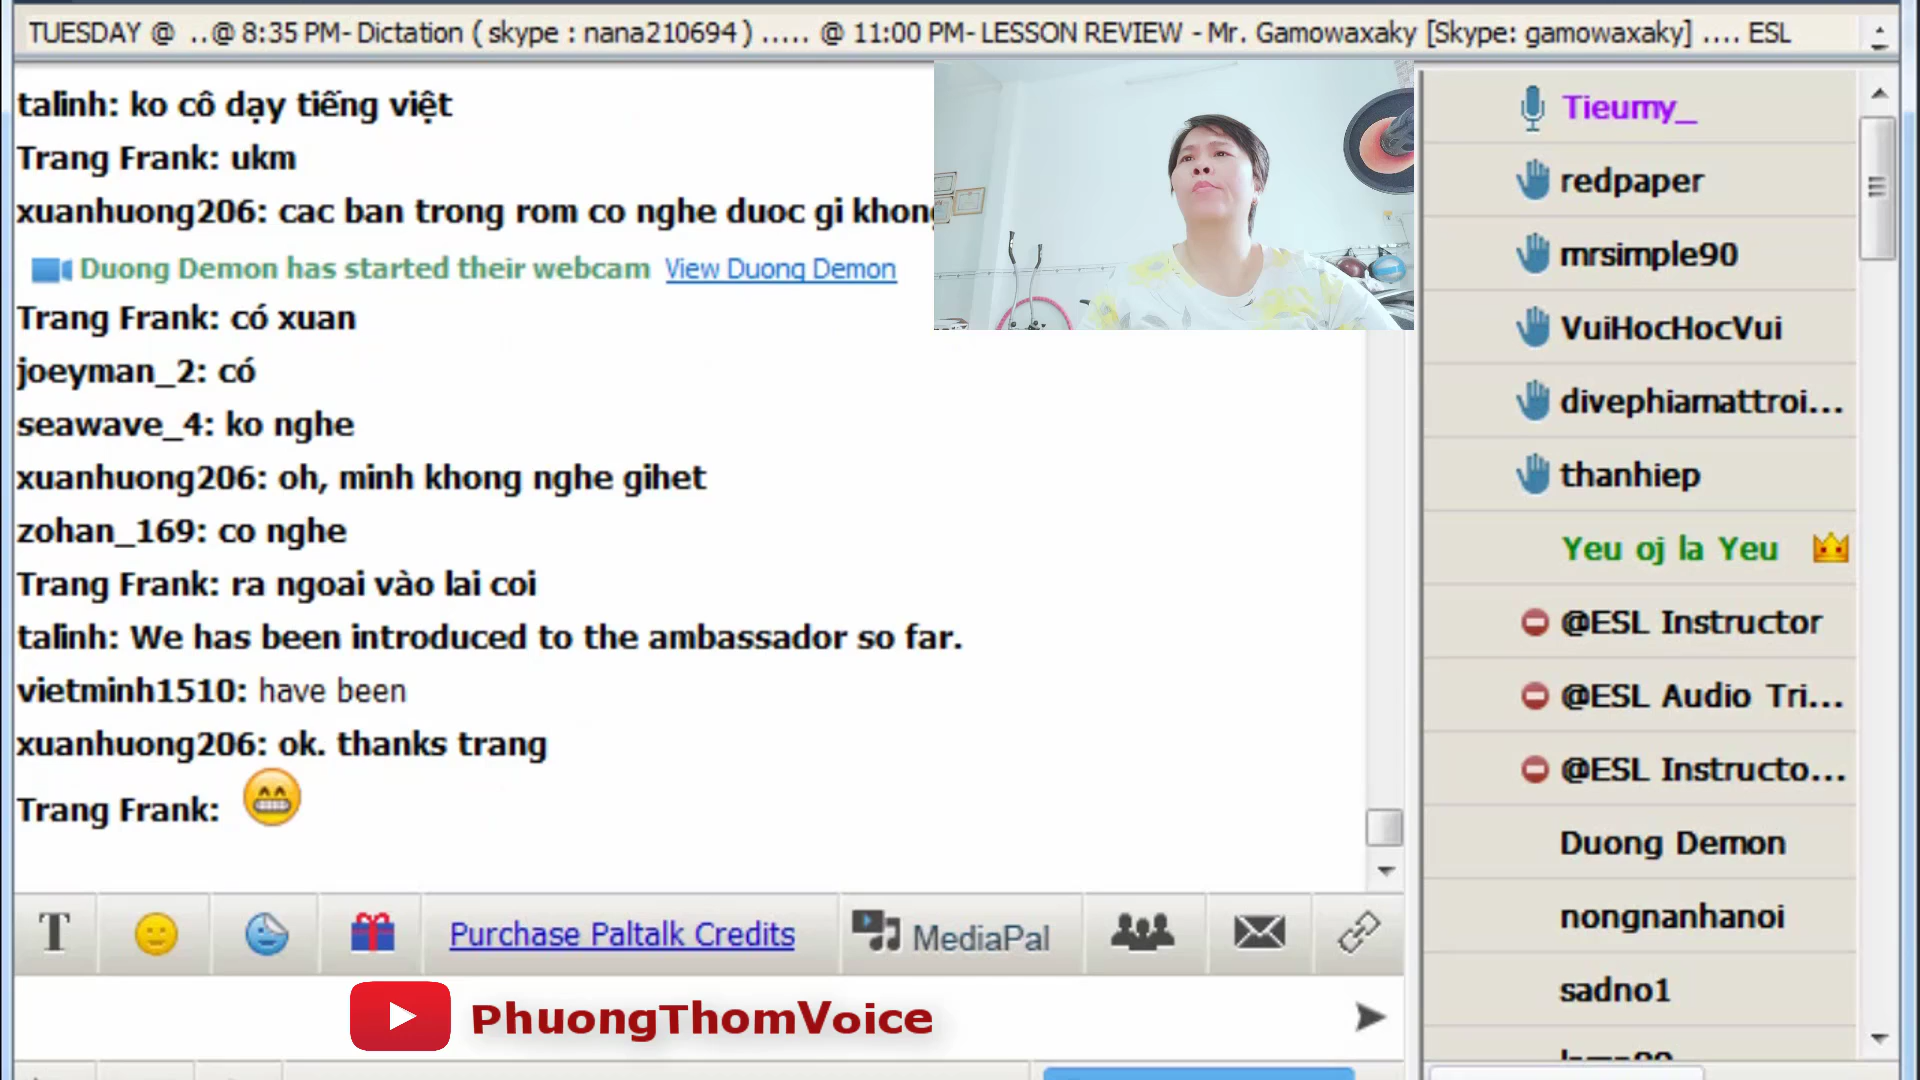 TUESDAY @ ..@ 8:35 PM- Dictation ( skype : nana210694 ) ..... @ 11:00 PM- LESSON REVIEW - Mr. Gamowaxaky [Skype: gamowaxaky] .... ESL
talinh: ko cô dạy tiếng việt
Trang Frank: ukm
xuanhuong206: cac ban trong rom co nghe duoc gi khong
Duong Demon has started their webcam View Duong Demon
Trang Frank: có xuan
joeyman_2: có
seawave_4: ko nghe
xuanhuong206: oh, minh khong nghe gihet
zohan_169: co nghe
Trang Frank: ra ngoai vào lai coi
talinh: We has been introduced to the ambassador so far.
vietminh1510: have been
xuanhuong206: ok. thanks trang
Trang Frank:
T Purchase Paltalk Credits MediaPal
PhuongThomVoice
Tieumy_
redpaper
mrsimple90
VuiHocHocVui
divephiamattroi...
thanhiep
Yeu oj la Yeu
@ESL Instructor
@ESL Audio Tri...
@ESL Instructo...
Duong Demon
nongnanhanoi
sadno1